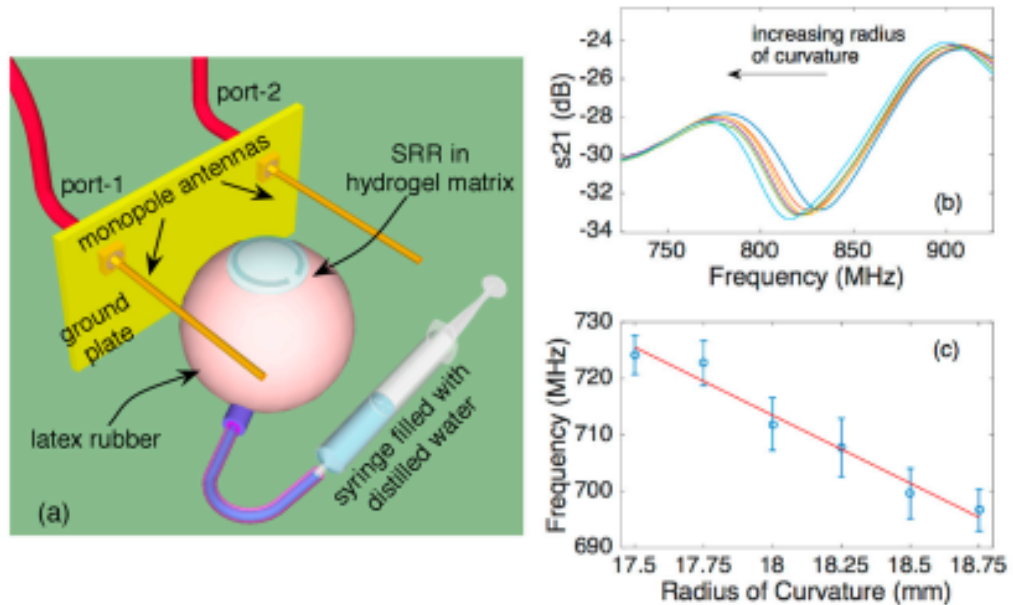 port-2
port-1
monopole antennas
SRR in
hydrogel matrix
ground
plate
latex rubber
syringe filled with
distilled water
(a)
(b)
increasing radius
of curvature
s21 (dB)
-24
-26
-28
-30
-32
-34
750
800
850
900
Frequency (MHz)
(c)
Frequency (MHz)
730
720
710
700
690
17.5
17.75
18
18.25
18.5
18.75
Radius of Curvature (mm)